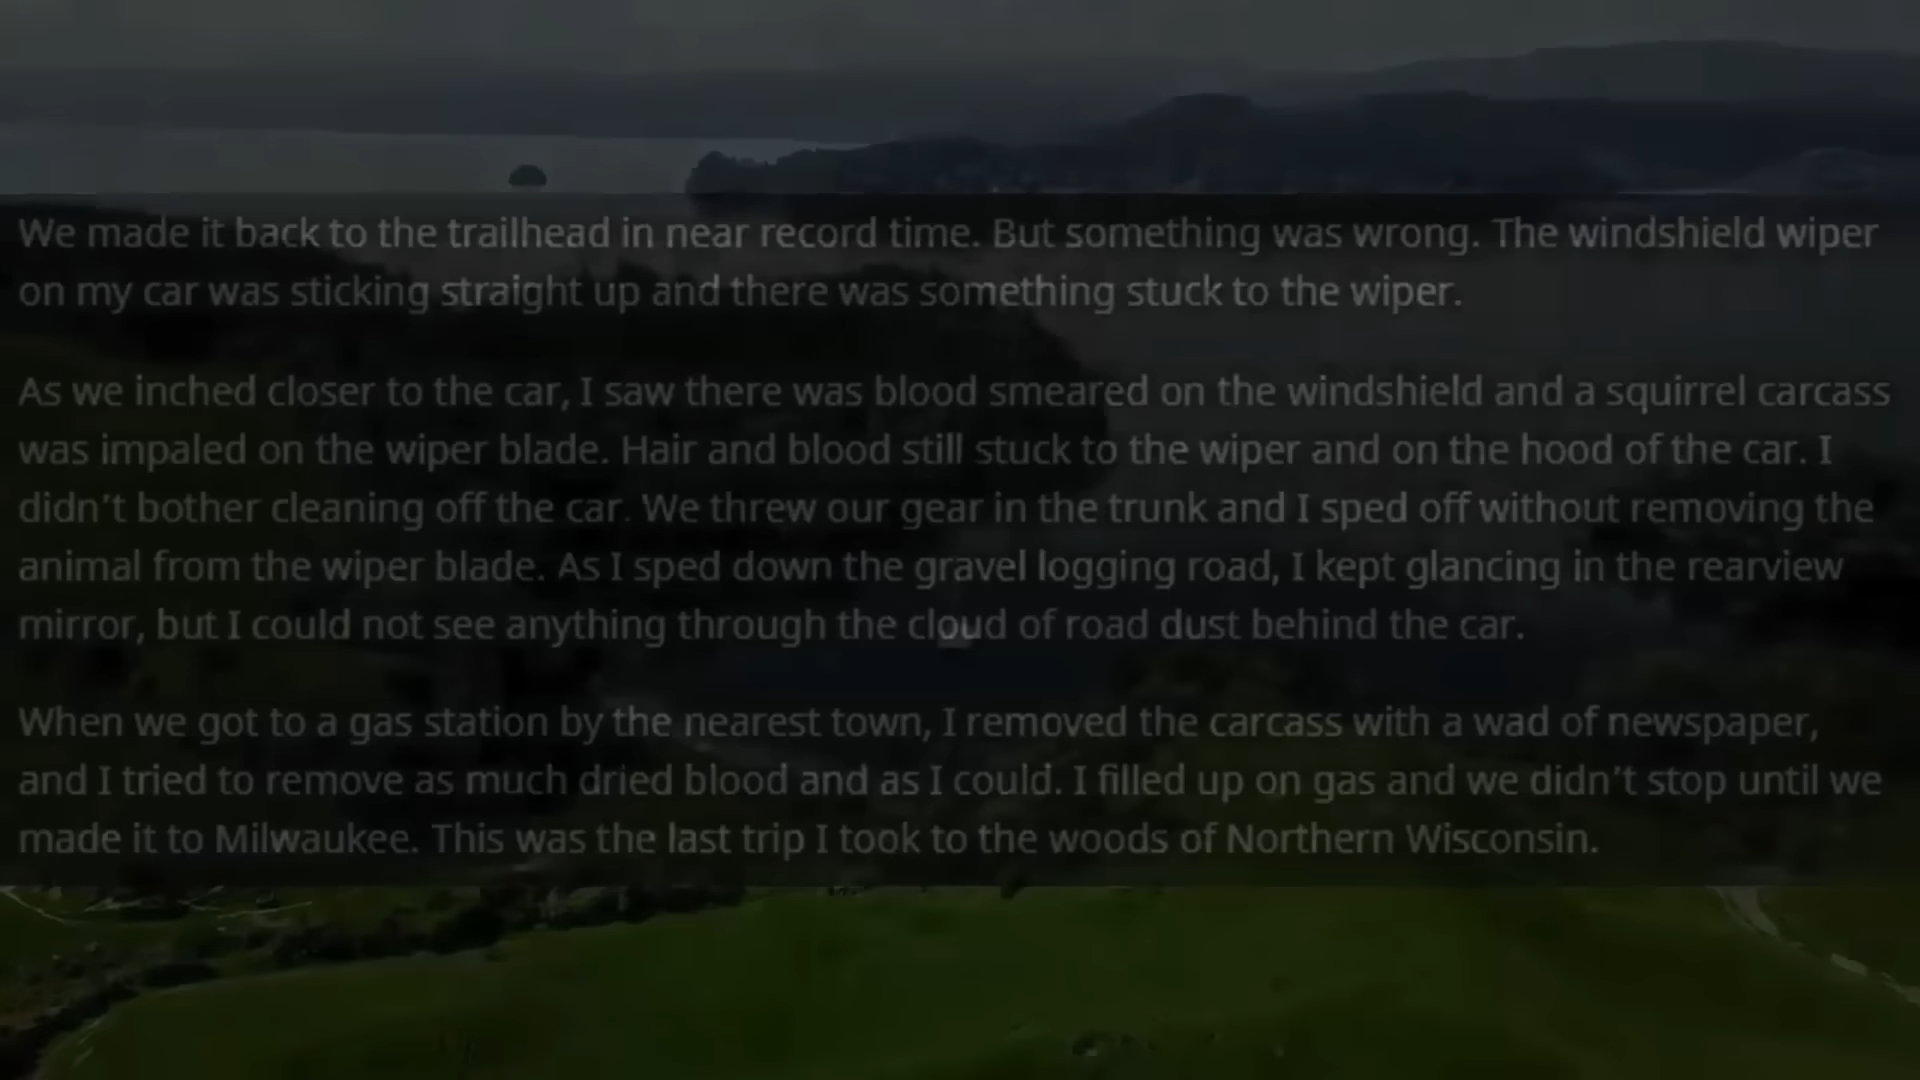 We made it back to the trailhead in near record time. But something was wrong. The windshield wiper
on my car was sticking straight up and there was something stuck to the wiper.
As we inched closer to the car, I saw there was blood smeared on the windshield and a squirrel carcass
was impaled on the wiper blade. Hair and blood still stuck to the wiper and on the hood of the car. I
didn't bother cleaning off the car. We threw our gear in the trunk and I sped off without removing the
animal from the wiper blade. As I sped down the gravel logging road, I kept glancing in the rearview
mirror, but I could not see anything through the cloud of road dust behind the car.
When we got to a gas station by the nearest town, I removed the carcass with a wad of newspaper,
and I tried to remove as much dried blood and as I could. I filled up on gas and we didn't stop until we
made it to Milwaukee. This was the last trip I took to the woods of Northern Wisconsin.